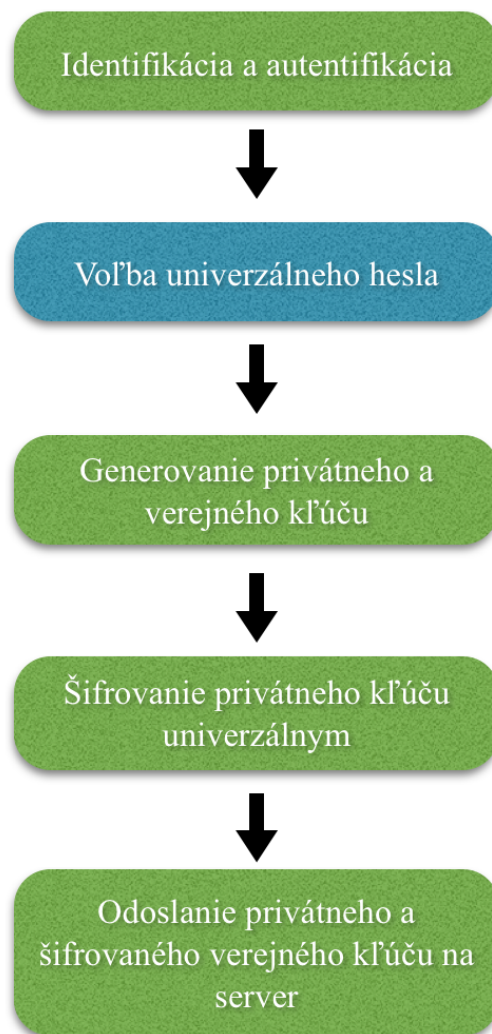 Identifikácia a autentifikácia
Voľba univerzálneho hesla
Generovanie privátneho a
verejného kľúču
Šifrovanie privátneho kľúču
univerzálnym
Odoslanie privátneho a
šifrovaného verejného kľúču na
server